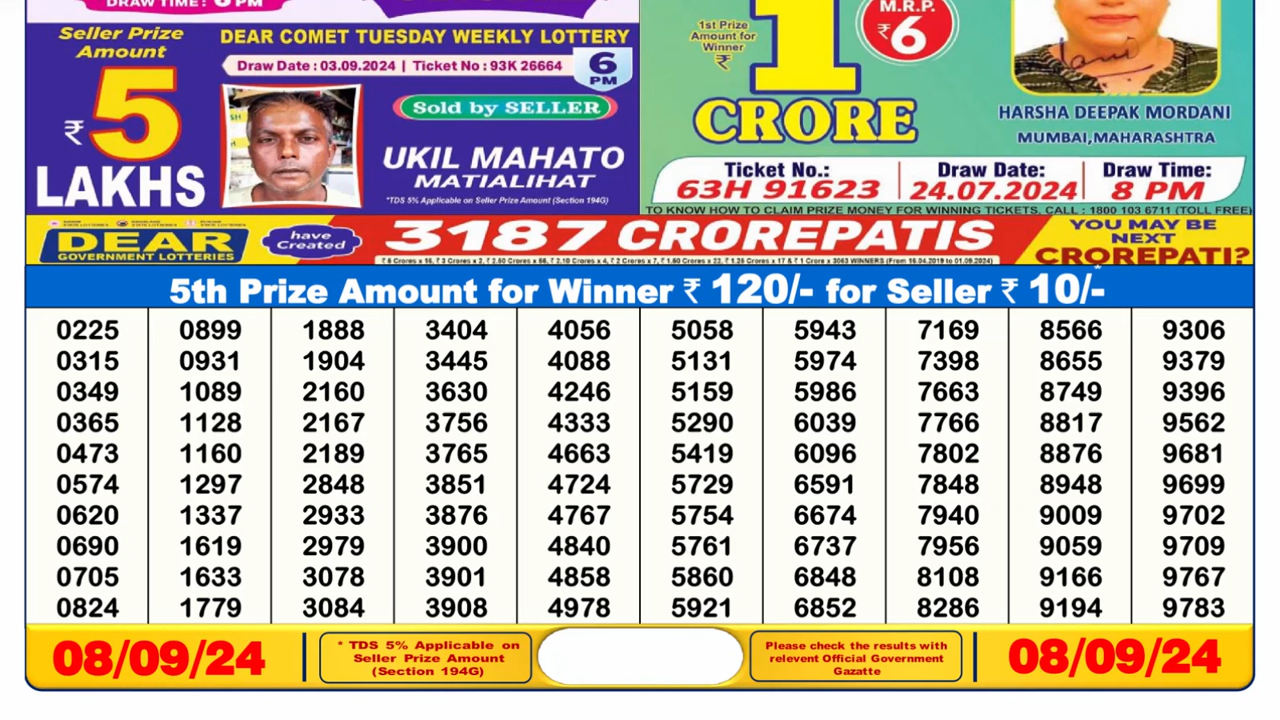 DRAW TIME : 6 PM
Seller Prize
Amount
₹ 5
LAKHS
DEAR COMET TUESDAY WEEKLY LOTTERY
Draw Date : 03.09.2024 | Ticket No : 93K 26664
6
PM
Sold by SELLER
UKIL MAHATO
MATIALIHAT
*TDS 5% Applicable on Seller Prize Amount (Section 194G)
1st Prize
Amount for
Winner
₹
1
CRORE
M.R.P.
₹6
HARSHA DEEPAK MORDANI
MUMBAI,MAHARASHTRA
Ticket No.: Draw Date: Draw Time:
63H 91623 24.07.2024 8 PM
TO KNOW HOW TO CLAIM PRIZE MONEY FOR WINNING TICKETS, CALL : 1800 103 6711 (TOLL FREE)
DEAR
GOVERNMENT LOTTERIES
have
Created
3187 CROREPATIS
YOU MAY BE
NEXT
CROREPATI?
5th Prize Amount for Winner ₹ 120/- for Seller ₹ 10/-*
0225 0899 1888 3404 4056 5058 5943 7169 8566 9306
0315 0931 1904 3445 4088 5131 5974 7398 8655 9379
0349 1089 2160 3630 4246 5159 5986 7663 8749 9396
0365 1128 2167 3756 4333 5290 6039 7766 8817 9562
0473 1160 2189 3765 4663 5419 6096 7802 8876 9681
0574 1297 2848 3851 4724 5729 6591 7848 8948 9699
0620 1337 2933 3876 4767 5754 6674 7940 9009 9702
0690 1619 2979 3900 4840 5761 6737 7956 9059 9709
0705 1633 3078 3901 4858 5860 6848 8108 9166 9767
0824 1779 3084 3908 4978 5921 6852 8286 9194 9783
08/09/24
* TDS 5% Applicable on
Seller Prize Amount
(Section 194G)
Please check the results with
relevent Official Government
Gazatte
08/09/24